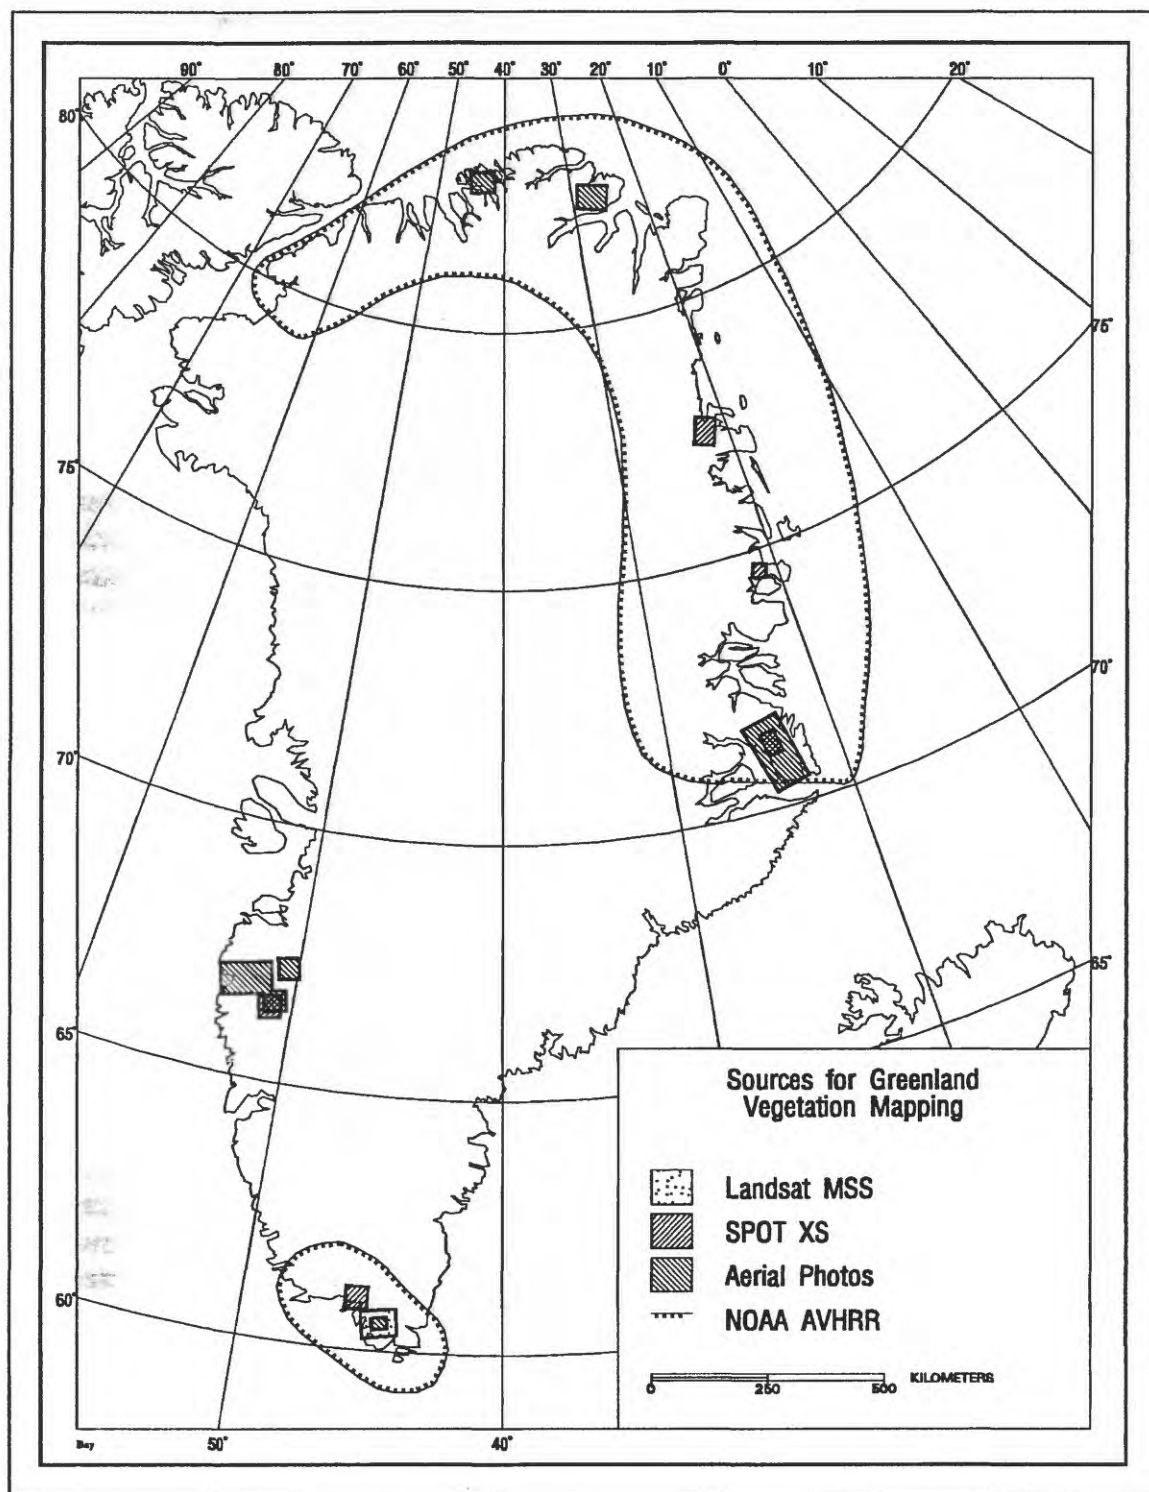 90° 80° 70° 60° 50° 40° 30° 20° 10° 0° 10° 20°
80°
75°
75°
70°
70°
65°
65°
60°
Sources for Greenland
Vegetation Mapping
Landsat MSS
SPOT XS
Aerial Photos
NOAA AVHRR
0 250 500 KILOMETERS
50° 40°